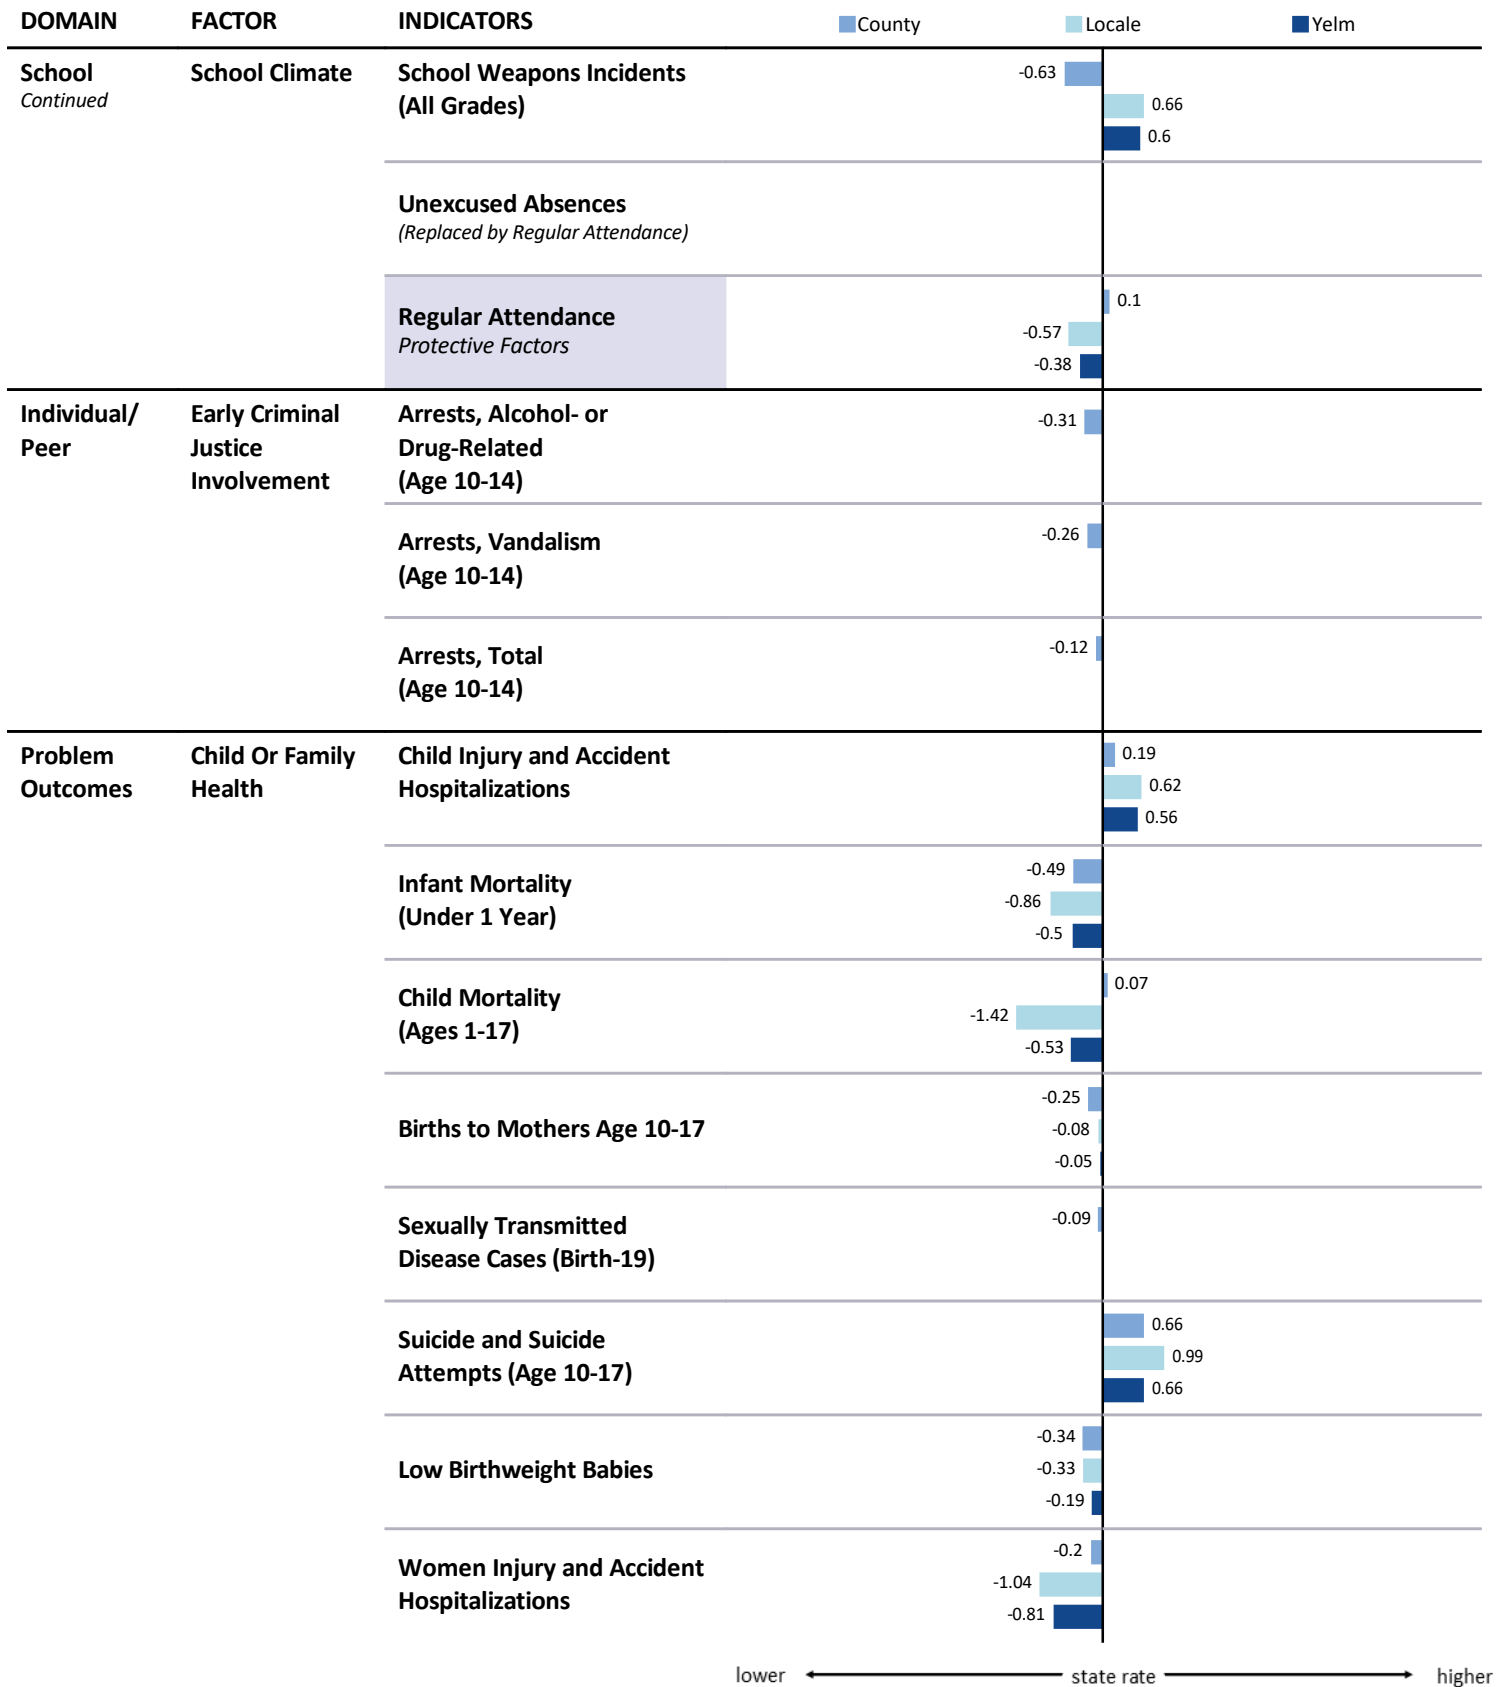 DOMAIN FACTOR INDICATORS County Locale Yelm
School School Climate School Weapons Incidents
Continued (All Grades)
-0.63
0.66
0.6
Unexcused Absences
(Replaced by Regular Attendance)
Regular Attendance
Protective Factors
0.1
-0.57
-0.38
Individual/ Early Criminal Arrests, Alcohol- or
Peer Justice Drug-Related
Involvement (Age 10-14)
-0.31
Arrests, Vandalism
(Age 10-14)
-0.26
Arrests, Total
(Age 10-14)
-0.12
Problem Child Or Family Child Injury and Accident
Outcomes Health Hospitalizations
0.19
0.62
0.56
Infant Mortality
(Under 1 Year)
-0.49
-0.86
-0.5
Child Mortality
(Ages 1-17)
0.07
-1.42
-0.53
Births to Mothers Age 10-17
-0.25
-0.08
-0.05
Sexually Transmitted
Disease Cases (Birth-19)
-0.09
Suicide and Suicide
Attempts (Age 10-17)
0.66
0.99
0.66
Low Birthweight Babies
-0.34
-0.33
-0.19
Women Injury and Accident
Hospitalizations
-0.2
-1.04
-0.81
lower state rate higher